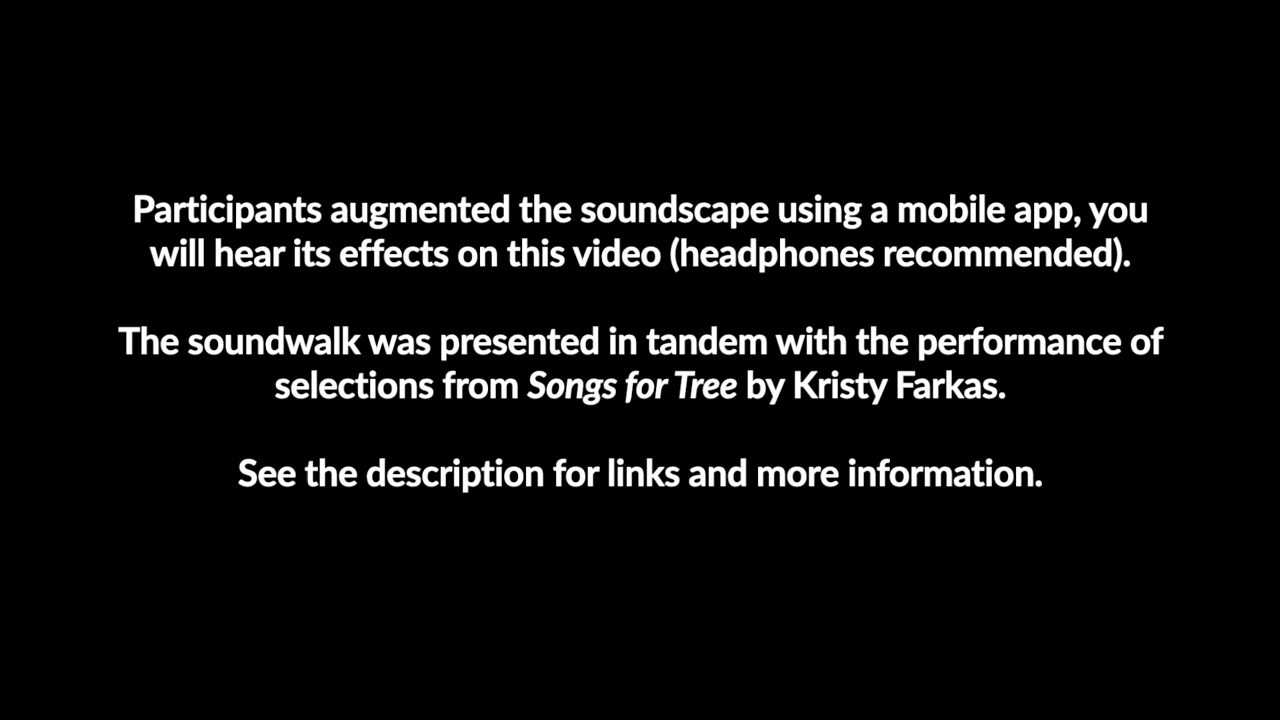 Participants augmented the soundscape using a mobile app, you
will hear its effects on this video (headphones recommended).
The soundwalk was presented in tandem with the performance of
selections from Songs for Tree by Kristy Farkas.
See the description for links and more information.